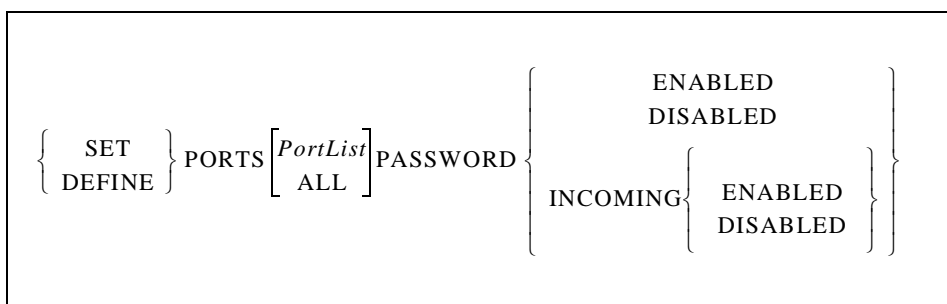 ENABLED
DISABLED
{ SET
DEFINE } PORTS [ PortList
ALL ] PASSWORD {
INCOMING { ENABLED
DISABLED } }